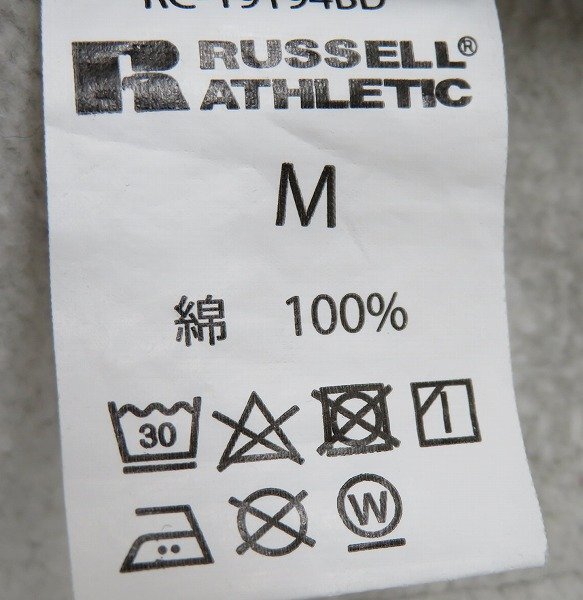 RUSSELL®
ATHLETIC
M
綿 100%
30
W